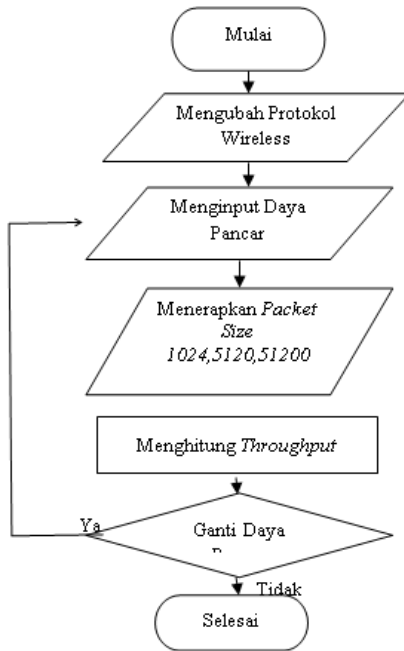 Mulai
Mengubah Protokol
Wireless
Menginput Daya
Pancar
Menerapkan Packet
Size
1024,5120,51200
Menghitung Throughput
Ya
Ganti Daya
Tidak
Selesai